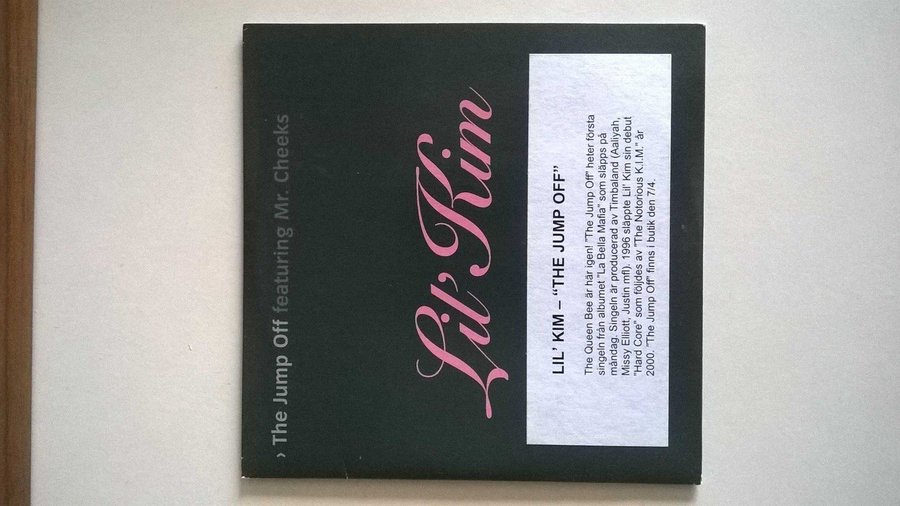 › The Jump Off featuring Mr. Cheeks
Lil' Kim
LIL' KIM – "THE JUMP OFF"
The Queen Bee är här igen! "The Jump Off" heter första
singeln från albumet "La Bella Mafia" som släpps på
måndag. Singeln är producerad av Timbaland (Aaliyah,
Missy Elliott, Justin mfl). 1996 släppte Lil' Kim sin debut
"Hard Core" som följdes av "The Notorious K.I.M." år
2000. "The Jump Off" finns i butik den 7/4.